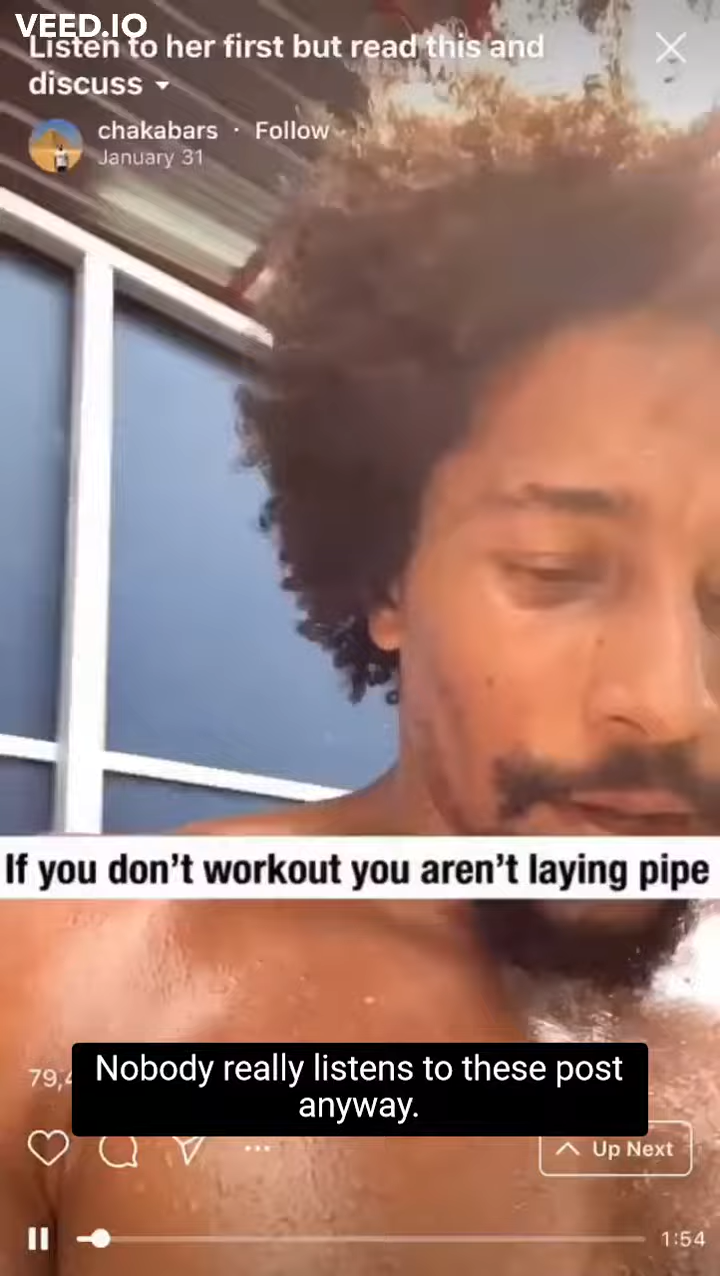 VEED.IO
Listen to her first but read this and
discuss
chakabars · Follow
January 31
If you don't workout you aren't laying pipe
Nobody really listens to these post
anyway.
Up Next
1:54